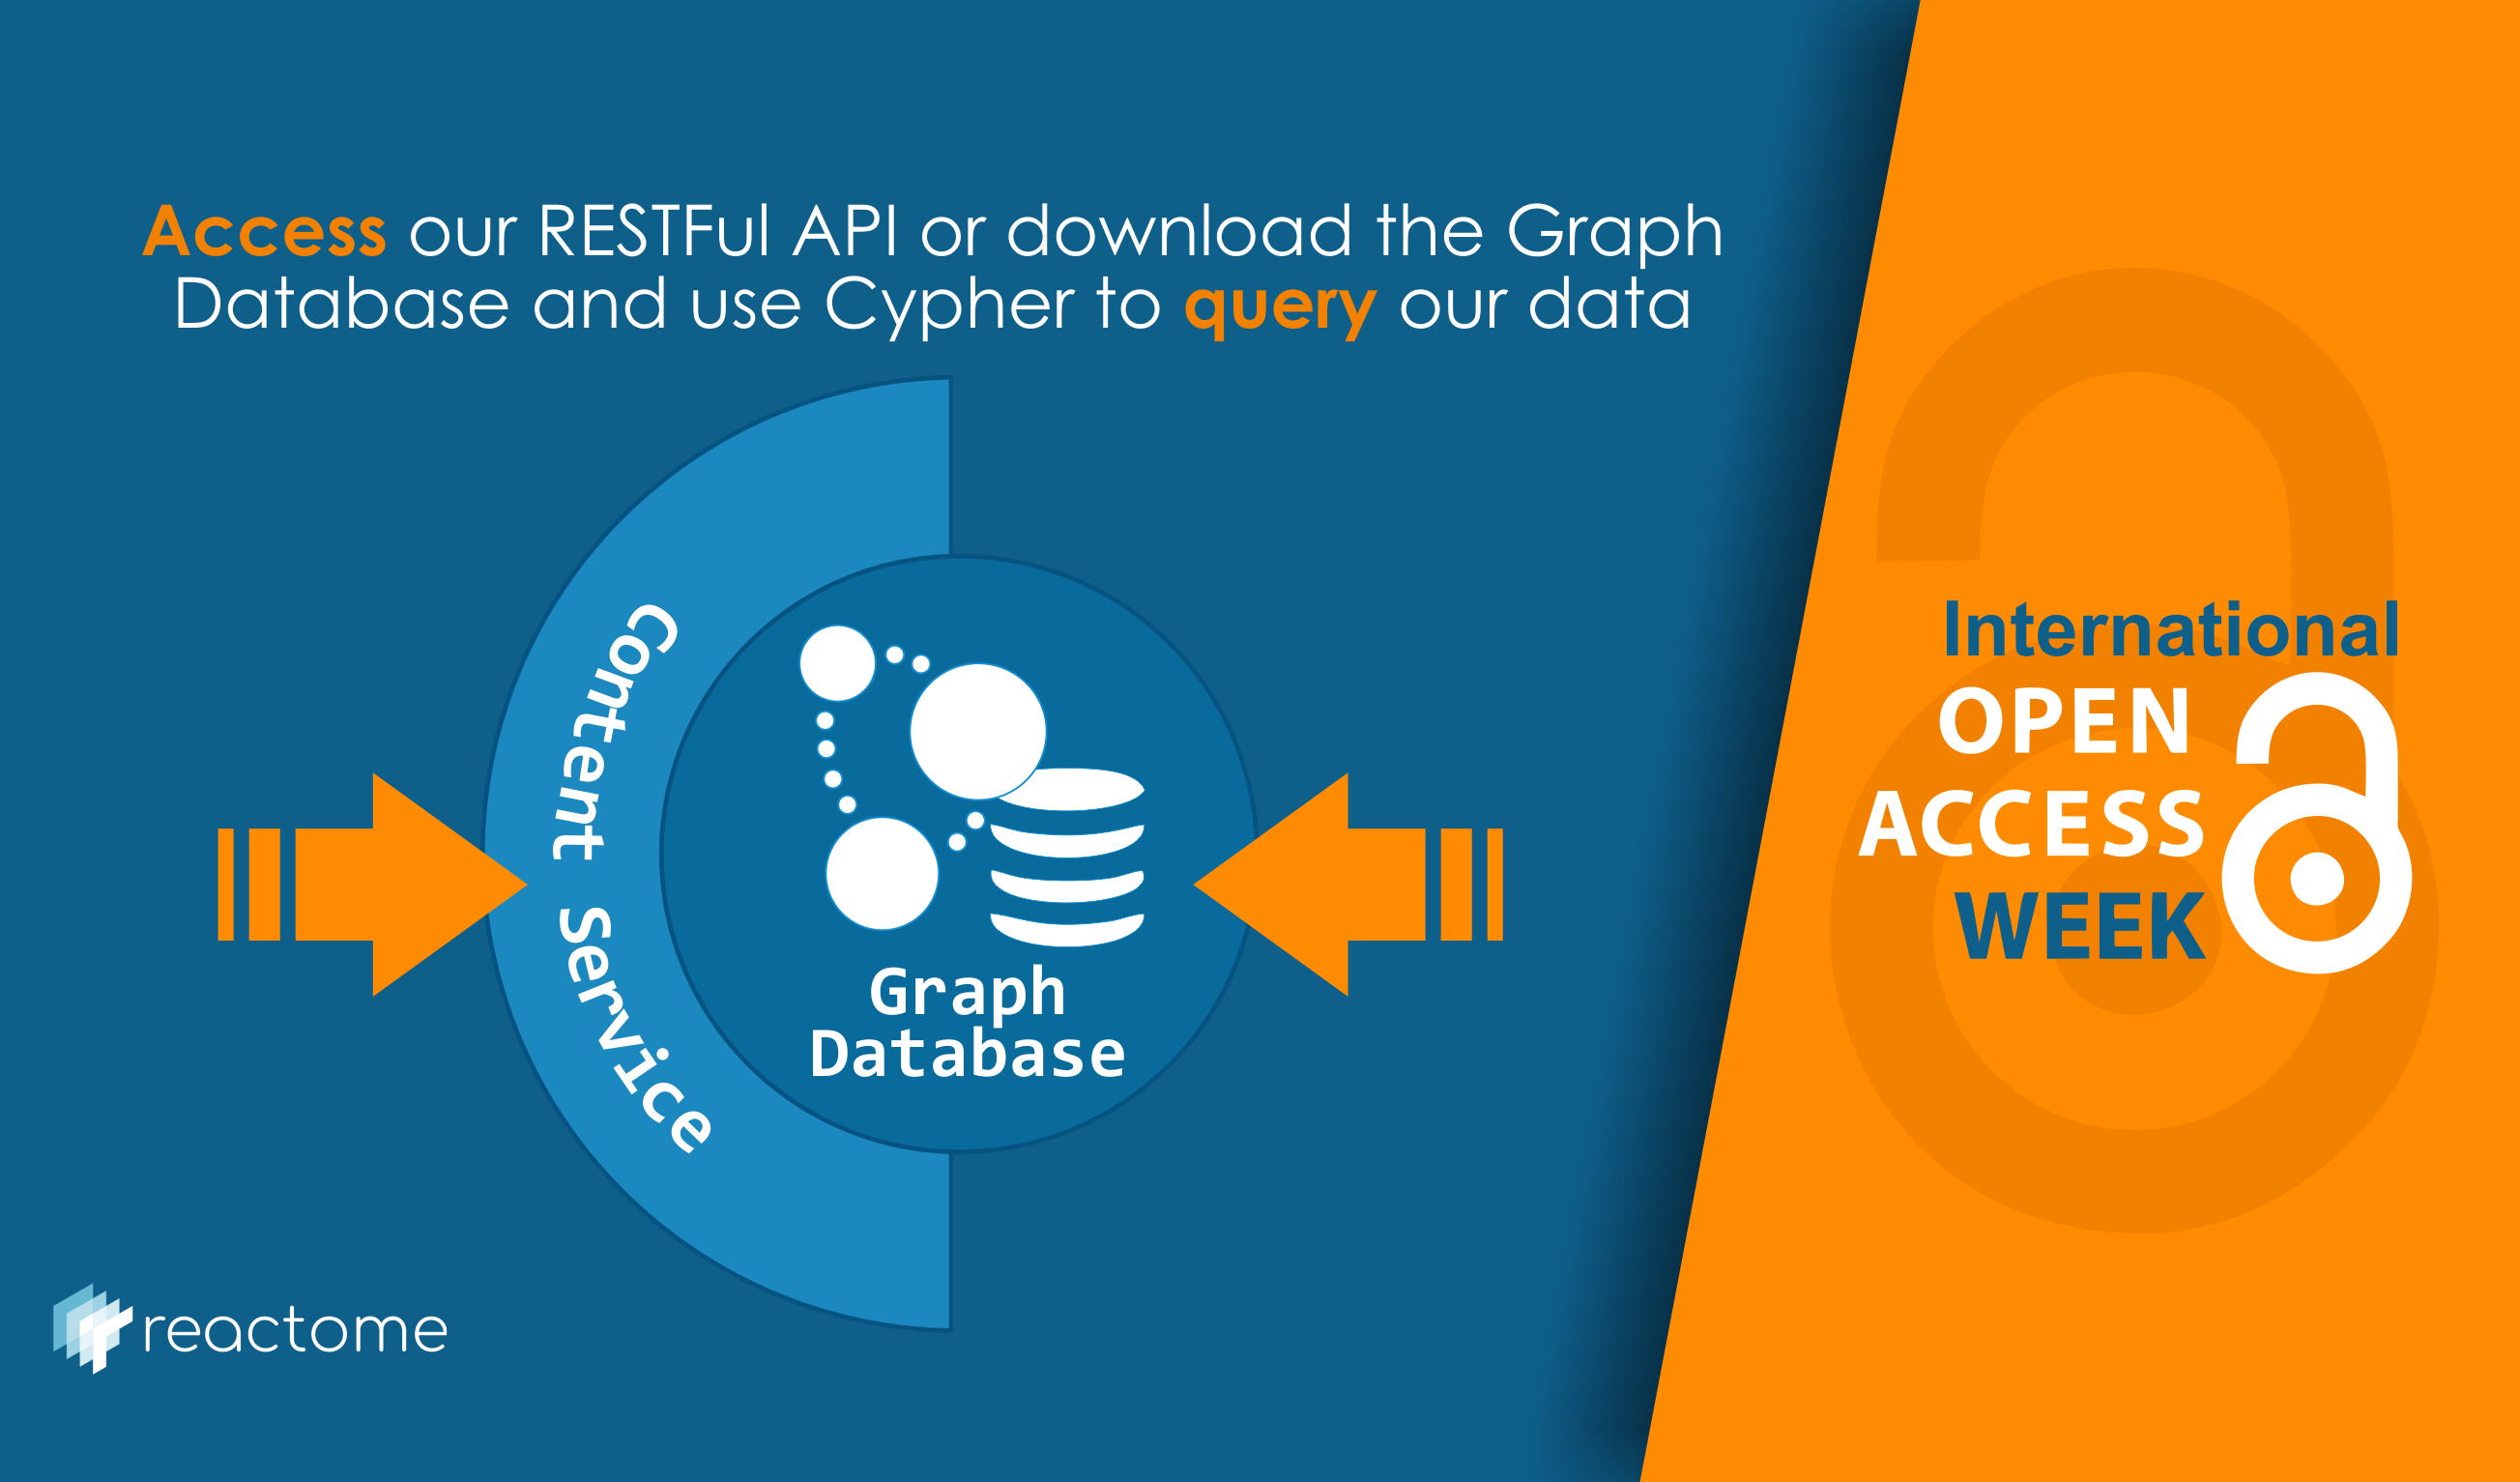 Access our RESTFul API or download the Graph
Database and use Cypher to query our data
Content Service
Graph
Database
International
OPEN
ACCESS
WEEK
reactome